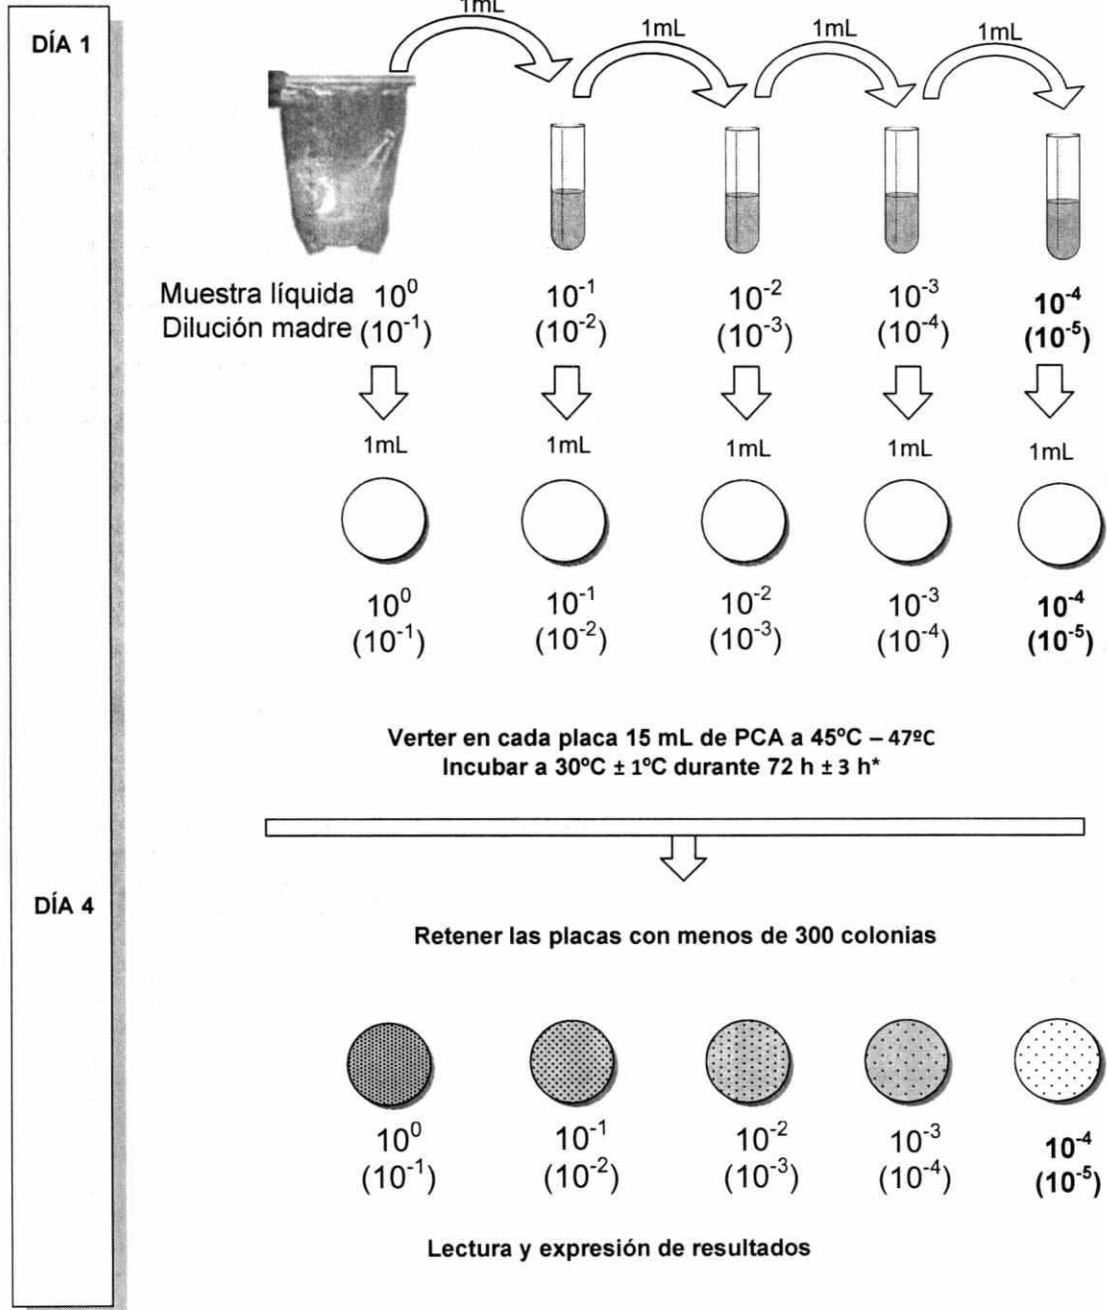 DÍA 1
1mL 1mL 1mL 1mL
Muestra líquida 10⁰ 10⁻¹ 10⁻² 10⁻³ 10⁻⁴
Dilución madre (10⁻¹) (10⁻²) (10⁻³) (10⁻⁴) (10⁻⁵)
1mL 1mL 1mL 1mL 1mL
10⁰ 10⁻¹ 10⁻² 10⁻³ 10⁻⁴
(10⁻¹) (10⁻²) (10⁻³) (10⁻⁴) (10⁻⁵)
Verter en cada placa 15 mL de PCA a 45ºC – 47ºC
Incubar a 30ºC ± 1ºC durante 72 h ± 3 h*
DÍA 4
Retener las placas con menos de 300 colonias
10⁰ 10⁻¹ 10⁻² 10⁻³ 10⁻⁴
(10⁻¹) (10⁻²) (10⁻³) (10⁻⁴) (10⁻⁵)
Lectura y expresión de resultados